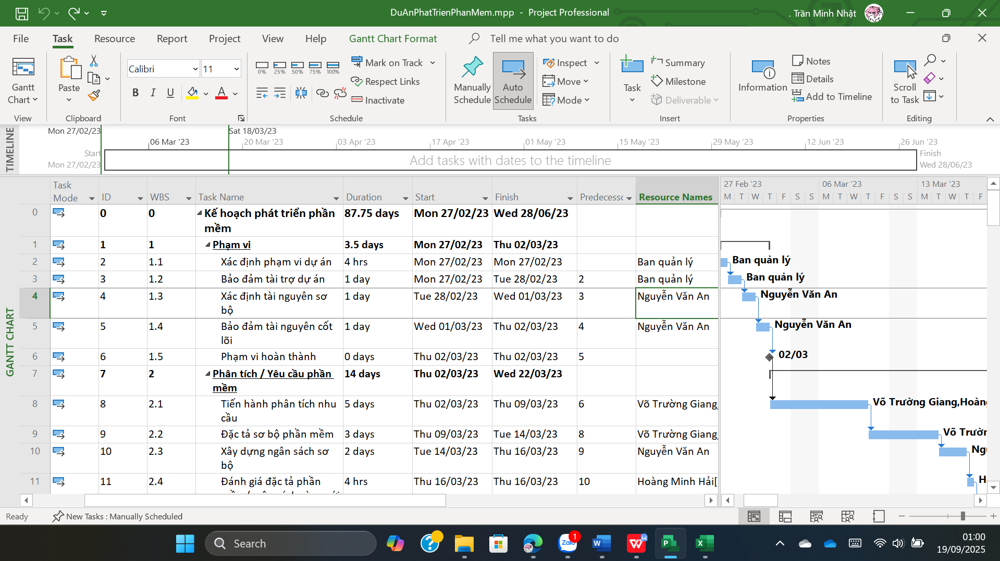 DuAnPhatTrienPhanMem.mpp - Project Professional
. Trần Minh Nhật
File Task Resource Report Project View Help Gantt Chart Format Tell me what you want to do
Gantt Chart
View
Paste
Clipboard
Calibri 11
B I U A
Font
0% 25% 50% 75% 100%
Mark on Track
Respect Links
Inactivate
Schedule
Manually Schedule
Auto Schedule
Inspect
Move
Mode
Tasks
Task
Summary
Milestone
Deliverable
Insert
Information
Notes
Details
Add to Timeline
Properties
Scroll to Task
Editing
TIMELINE
Mon 27/02/23 Sat 18/03/23
06 Mar '23 20 Mar '23 03 Apr '23 17 Apr '23 01 May '23 15 May '23 29 May '23 12 Jun '23 26 Jun '23
Start
Mon 27/02/23
Add tasks with dates to the timeline
Finish
Wed 28/06/23
GANTT CHART
Task Mode ID WBS Task Name Duration Start Finish Resource Names
27 Feb '23 06 Mar '23 13 Mar '23
M T W T F S S M T W T F S S M T W T F
0 0 0 Kế hoạch phát triển phần mềm 87.75 days Mon 27/02/23 Wed 28/06/23
1 1 1 Phạm vi 3.5 days Mon 27/02/23 Thu 02/03/23
2 2 1.1 Xác định phạm vi dự án 4 hrs Mon 27/02/23 Mon 27/02/23 Ban quản lý Ban quản lý
3 3 1.2 Bảo đảm tài trợ dự án 1 day Mon 27/02/23 Tue 28/02/23 2 Ban quản lý Ban quản lý
4 4 1.3 Xác định tài nguyên sơ bộ 1 day Tue 28/02/23 Wed 01/03/23 3 Nguyễn Văn An Nguyễn Văn An
5 5 1.4 Bảo đảm tài nguyên cốt lõi 1 day Wed 01/03/23 Thu 02/03/23 4 Nguyễn Văn An Nguyễn Văn An
6 6 1.5 Phạm vi hoàn thành 0 days Thu 02/03/23 Thu 02/03/23 5 02/03
7 7 2 Phân tích / Yêu cầu phần mềm 14 days Thu 02/03/23 Wed 22/03/23
8 8 2.1 Tiến hành phân tích nhu cầu 5 days Thu 02/03/23 Thu 09/03/23 6 Võ Trường Giang, Võ Trường Giang,Hoàng
9 9 2.2 Đặc tả sơ bộ phần mềm 3 days Thu 09/03/23 Tue 14/03/23 8 Võ Trường Giang,
10 10 2.3 Xây dựng ngân sách sơ bộ 2 days Tue 14/03/23 Thu 16/03/23 9 Nguyễn Văn An
11 11 2.4 Đánh giá đặc tả phần 4 hrs Thu 16/03/23 Thu 16/03/23 10 Hoàng Minh Hải[ H
Ready New Tasks : Manually Scheduled
Search
Zalo 1
01:00
19/09/2025